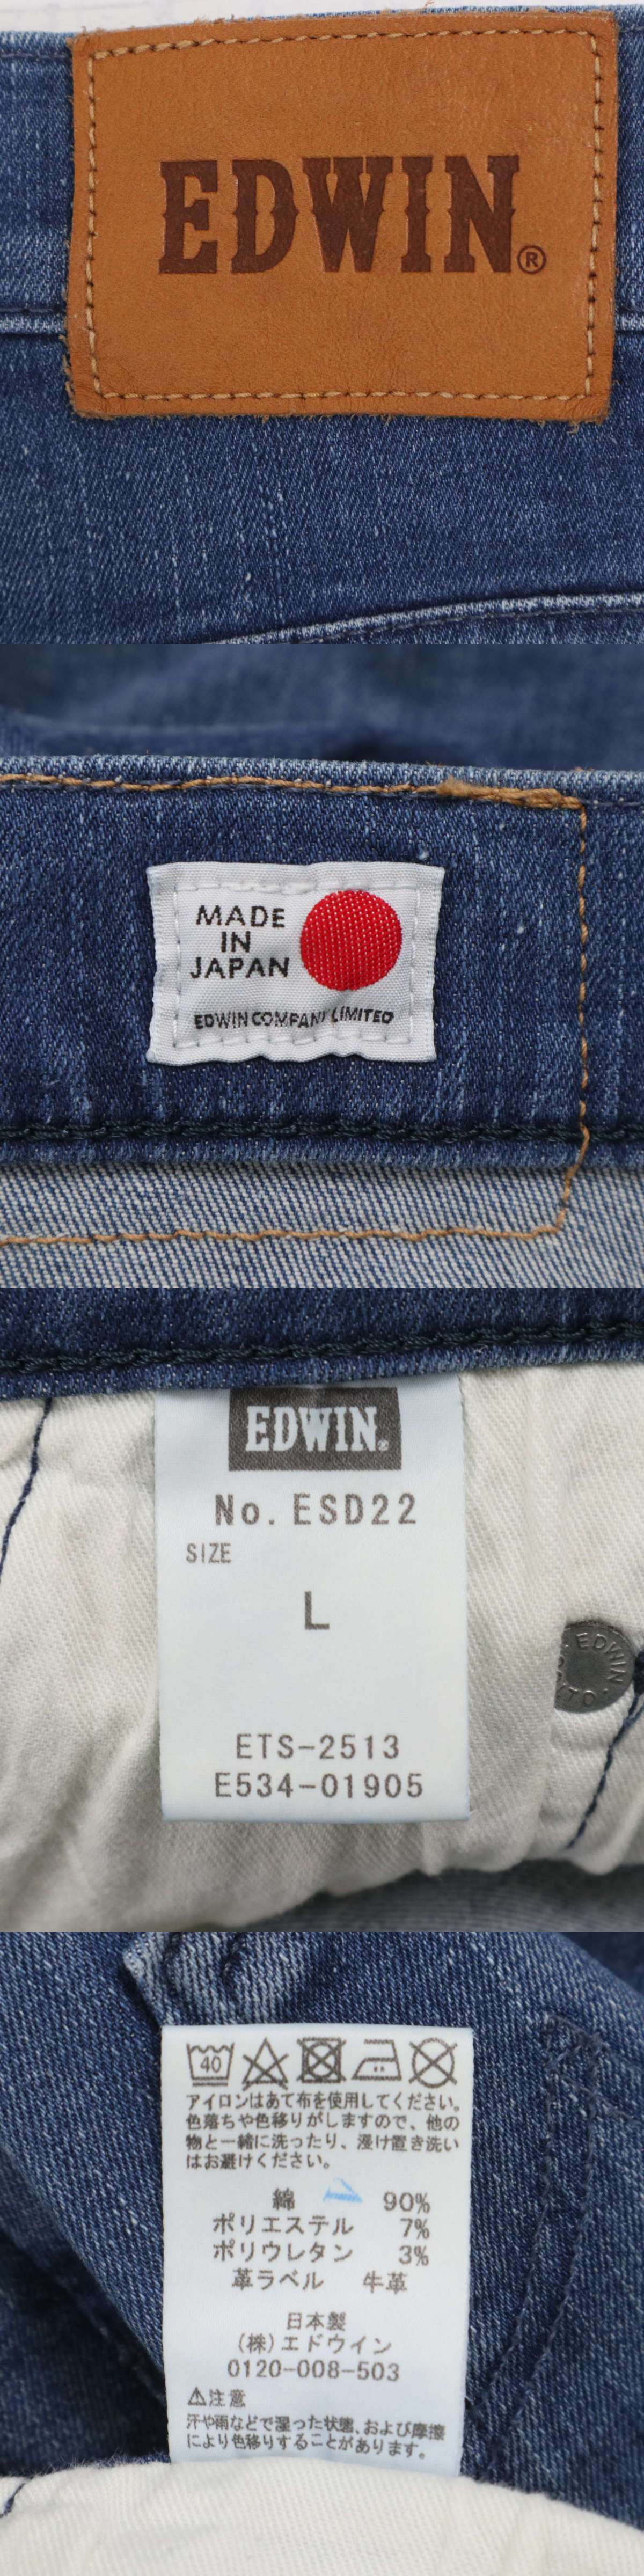 EDWIN®
MADE
IN
JAPAN
EDWIN COMPANY LIMITED
EDWIN®
No. ESD22
SIZE
L
EDWIN
ETS-2513
E534-01905
40
アイロンはあて布を使用してください。
色落ちや色移りがしますので、他の
物と一緒に洗ったり、浸け置き洗い
はお避けください。
綿 90%
ポリエステル 7%
ポリウレタン 3%
革ラベル 牛革
日本製
(株)エドウイン
0120-008-503
⚠注意
汗や雨などで湿った状態、および摩擦
により色移りすることがあります。